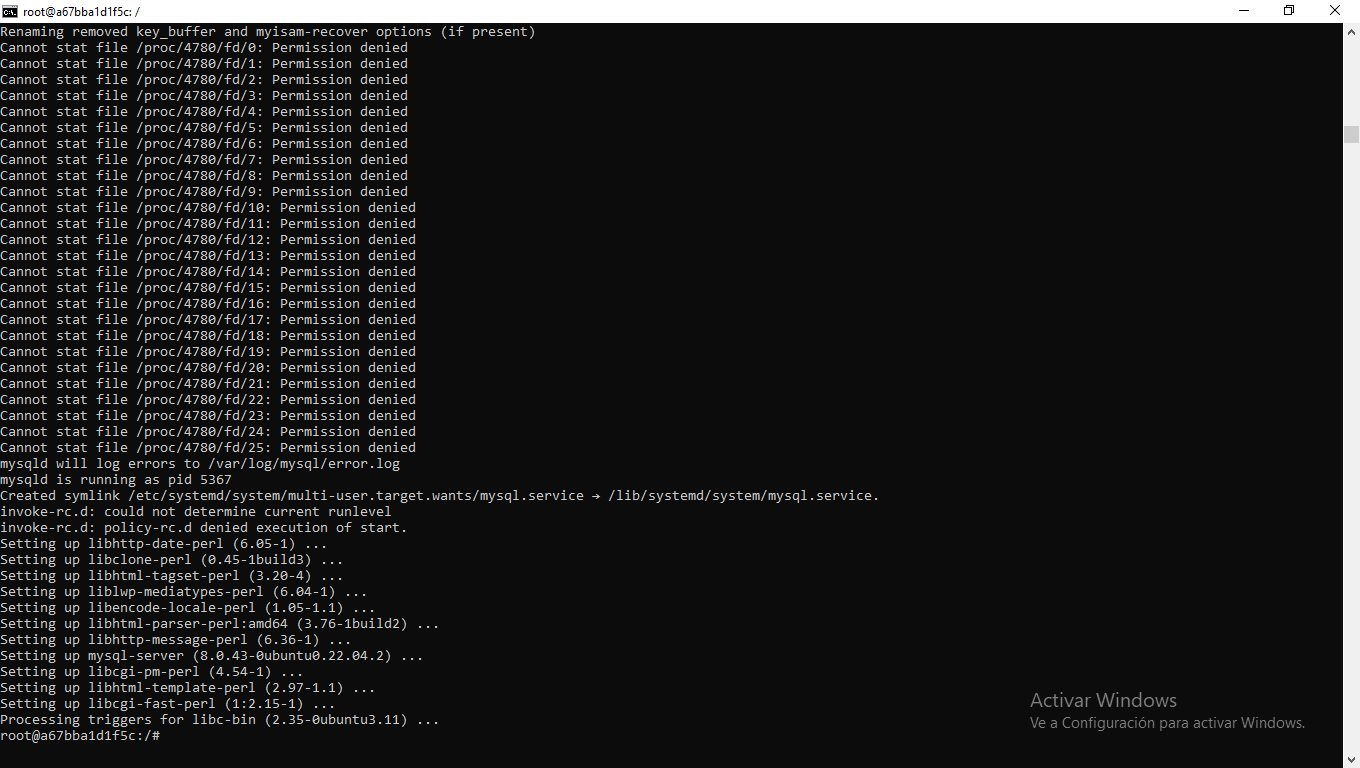 root@a67bba1d1f5c: /
Renaming removed key_buffer and myisam-recover options (if present)
Cannot stat file /proc/4780/fd/0: Permission denied
Cannot stat file /proc/4780/fd/1: Permission denied
Cannot stat file /proc/4780/fd/2: Permission denied
Cannot stat file /proc/4780/fd/3: Permission denied
Cannot stat file /proc/4780/fd/4: Permission denied
Cannot stat file /proc/4780/fd/5: Permission denied
Cannot stat file /proc/4780/fd/6: Permission denied
Cannot stat file /proc/4780/fd/7: Permission denied
Cannot stat file /proc/4780/fd/8: Permission denied
Cannot stat file /proc/4780/fd/9: Permission denied
Cannot stat file /proc/4780/fd/10: Permission denied
Cannot stat file /proc/4780/fd/11: Permission denied
Cannot stat file /proc/4780/fd/12: Permission denied
Cannot stat file /proc/4780/fd/13: Permission denied
Cannot stat file /proc/4780/fd/14: Permission denied
Cannot stat file /proc/4780/fd/15: Permission denied
Cannot stat file /proc/4780/fd/16: Permission denied
Cannot stat file /proc/4780/fd/17: Permission denied
Cannot stat file /proc/4780/fd/18: Permission denied
Cannot stat file /proc/4780/fd/19: Permission denied
Cannot stat file /proc/4780/fd/20: Permission denied
Cannot stat file /proc/4780/fd/21: Permission denied
Cannot stat file /proc/4780/fd/22: Permission denied
Cannot stat file /proc/4780/fd/23: Permission denied
Cannot stat file /proc/4780/fd/24: Permission denied
Cannot stat file /proc/4780/fd/25: Permission denied
mysqld will log errors to /var/log/mysql/error.log
mysqld is running as pid 5367
Created symlink /etc/systemd/system/multi-user.target.wants/mysql.service → /lib/systemd/system/mysql.service.
invoke-rc.d: could not determine current runlevel
invoke-rc.d: policy-rc.d denied execution of start.
Setting up libhttp-date-perl (6.05-1) ...
Setting up libclone-perl (0.45-1build3) ...
Setting up libhtml-tagset-perl (3.20-4) ...
Setting up liblwp-mediatypes-perl (6.04-1) ...
Setting up libencode-locale-perl (1.05-1.1) ...
Setting up libhtml-parser-perl:amd64 (3.76-1build2) ...
Setting up libhttp-message-perl (6.36-1) ...
Setting up mysql-server (8.0.43-0ubuntu0.22.04.2) ...
Setting up libcgi-pm-perl (4.54-1) ...
Setting up libhtml-template-perl (2.97-1.1) ...
Setting up libcgi-fast-perl (1:2.15-1) ...
Processing triggers for libc-bin (2.35-0ubuntu3.11) ...
root@a67bba1d1f5c:/#
Activar Windows
Ve a Configuración para activar Windows.